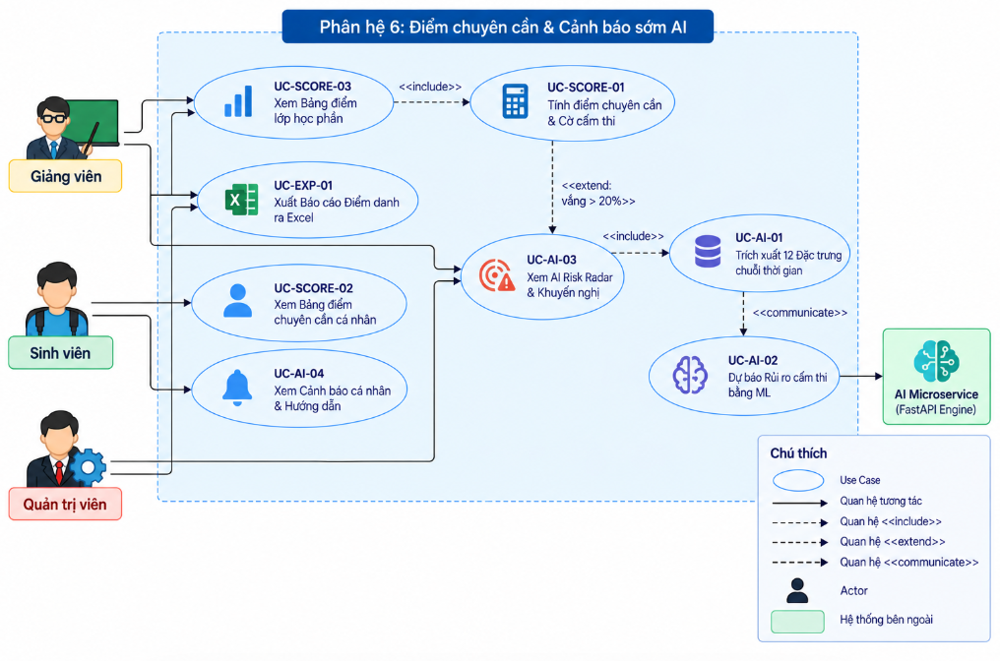 Phân hệ 6: Điểm chuyên cần & Cảnh báo sớm AI
UC-SCORE-03
Xem Bảng điểm
lớp học phần
<<include>>
UC-SCORE-01
Tính điểm chuyên cần
& Cờ cấm thi
Giảng viên
UC-EXP-01
Xuất Báo cáo Điểm danh
ra Excel
X
<<extend:
vắng > 20%>>
UC-AI-03
Xem AI Risk Radar
& Khuyến nghị
<<include>>
UC-AI-01
Trích xuất 12 Đặc trưng
chuỗi thời gian
Sinh viên
UC-SCORE-02
Xem Bảng điểm
chuyên cần cá nhân
<<communicate>>
UC-AI-04
Xem Cảnh báo cá nhân
& Hướng dẫn
UC-AI-02
Dự báo Rủi ro cấm thi
bằng ML
AI Microservice
(FastAPI Engine)
Quản trị viên
Chú thích
Use Case
Quan hệ tương tác
Quan hệ <<include>>
Quan hệ <<extend>>
Quan hệ <<communicate>>
Actor
Hệ thống bên ngoài